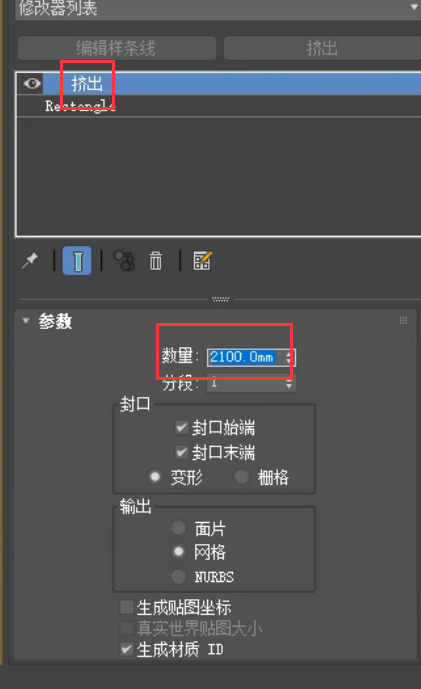 修改器列表
编辑样条线 挤出
挤出
Rectangle
参数
数量: 2100.0mm
分段: 1
封口
封口始端
封口末端
变形 栅格
输出
面片
网格
NURBS
生成贴图坐标
真实世界贴图大小
生成材质 ID